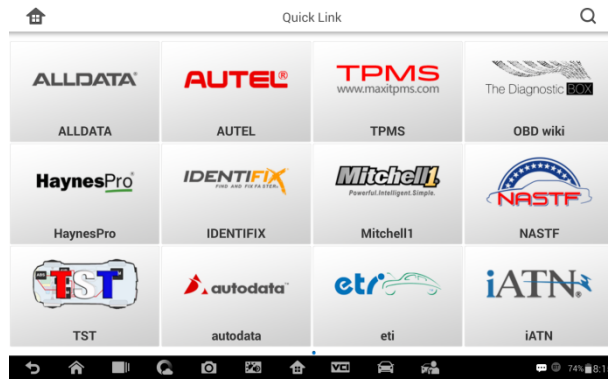 Quick Link
ALLDATA®
AUTEL®
TPMS
www.maxitpms.com
The Diagnostic BOX
ALLDATA
AUTEL
TPMS
OBD wiki
HaynesPro
IDENTIFIX
FIND AND FIX FASTER.
Mitchell1
Powerful.Intelligent.Simple.
NASTF
HaynesPro
IDENTIFIX
Mitchell1
NASTF
TST
autodata
eti
iATN
TST
autodata
eti
iATN
VCI
74%